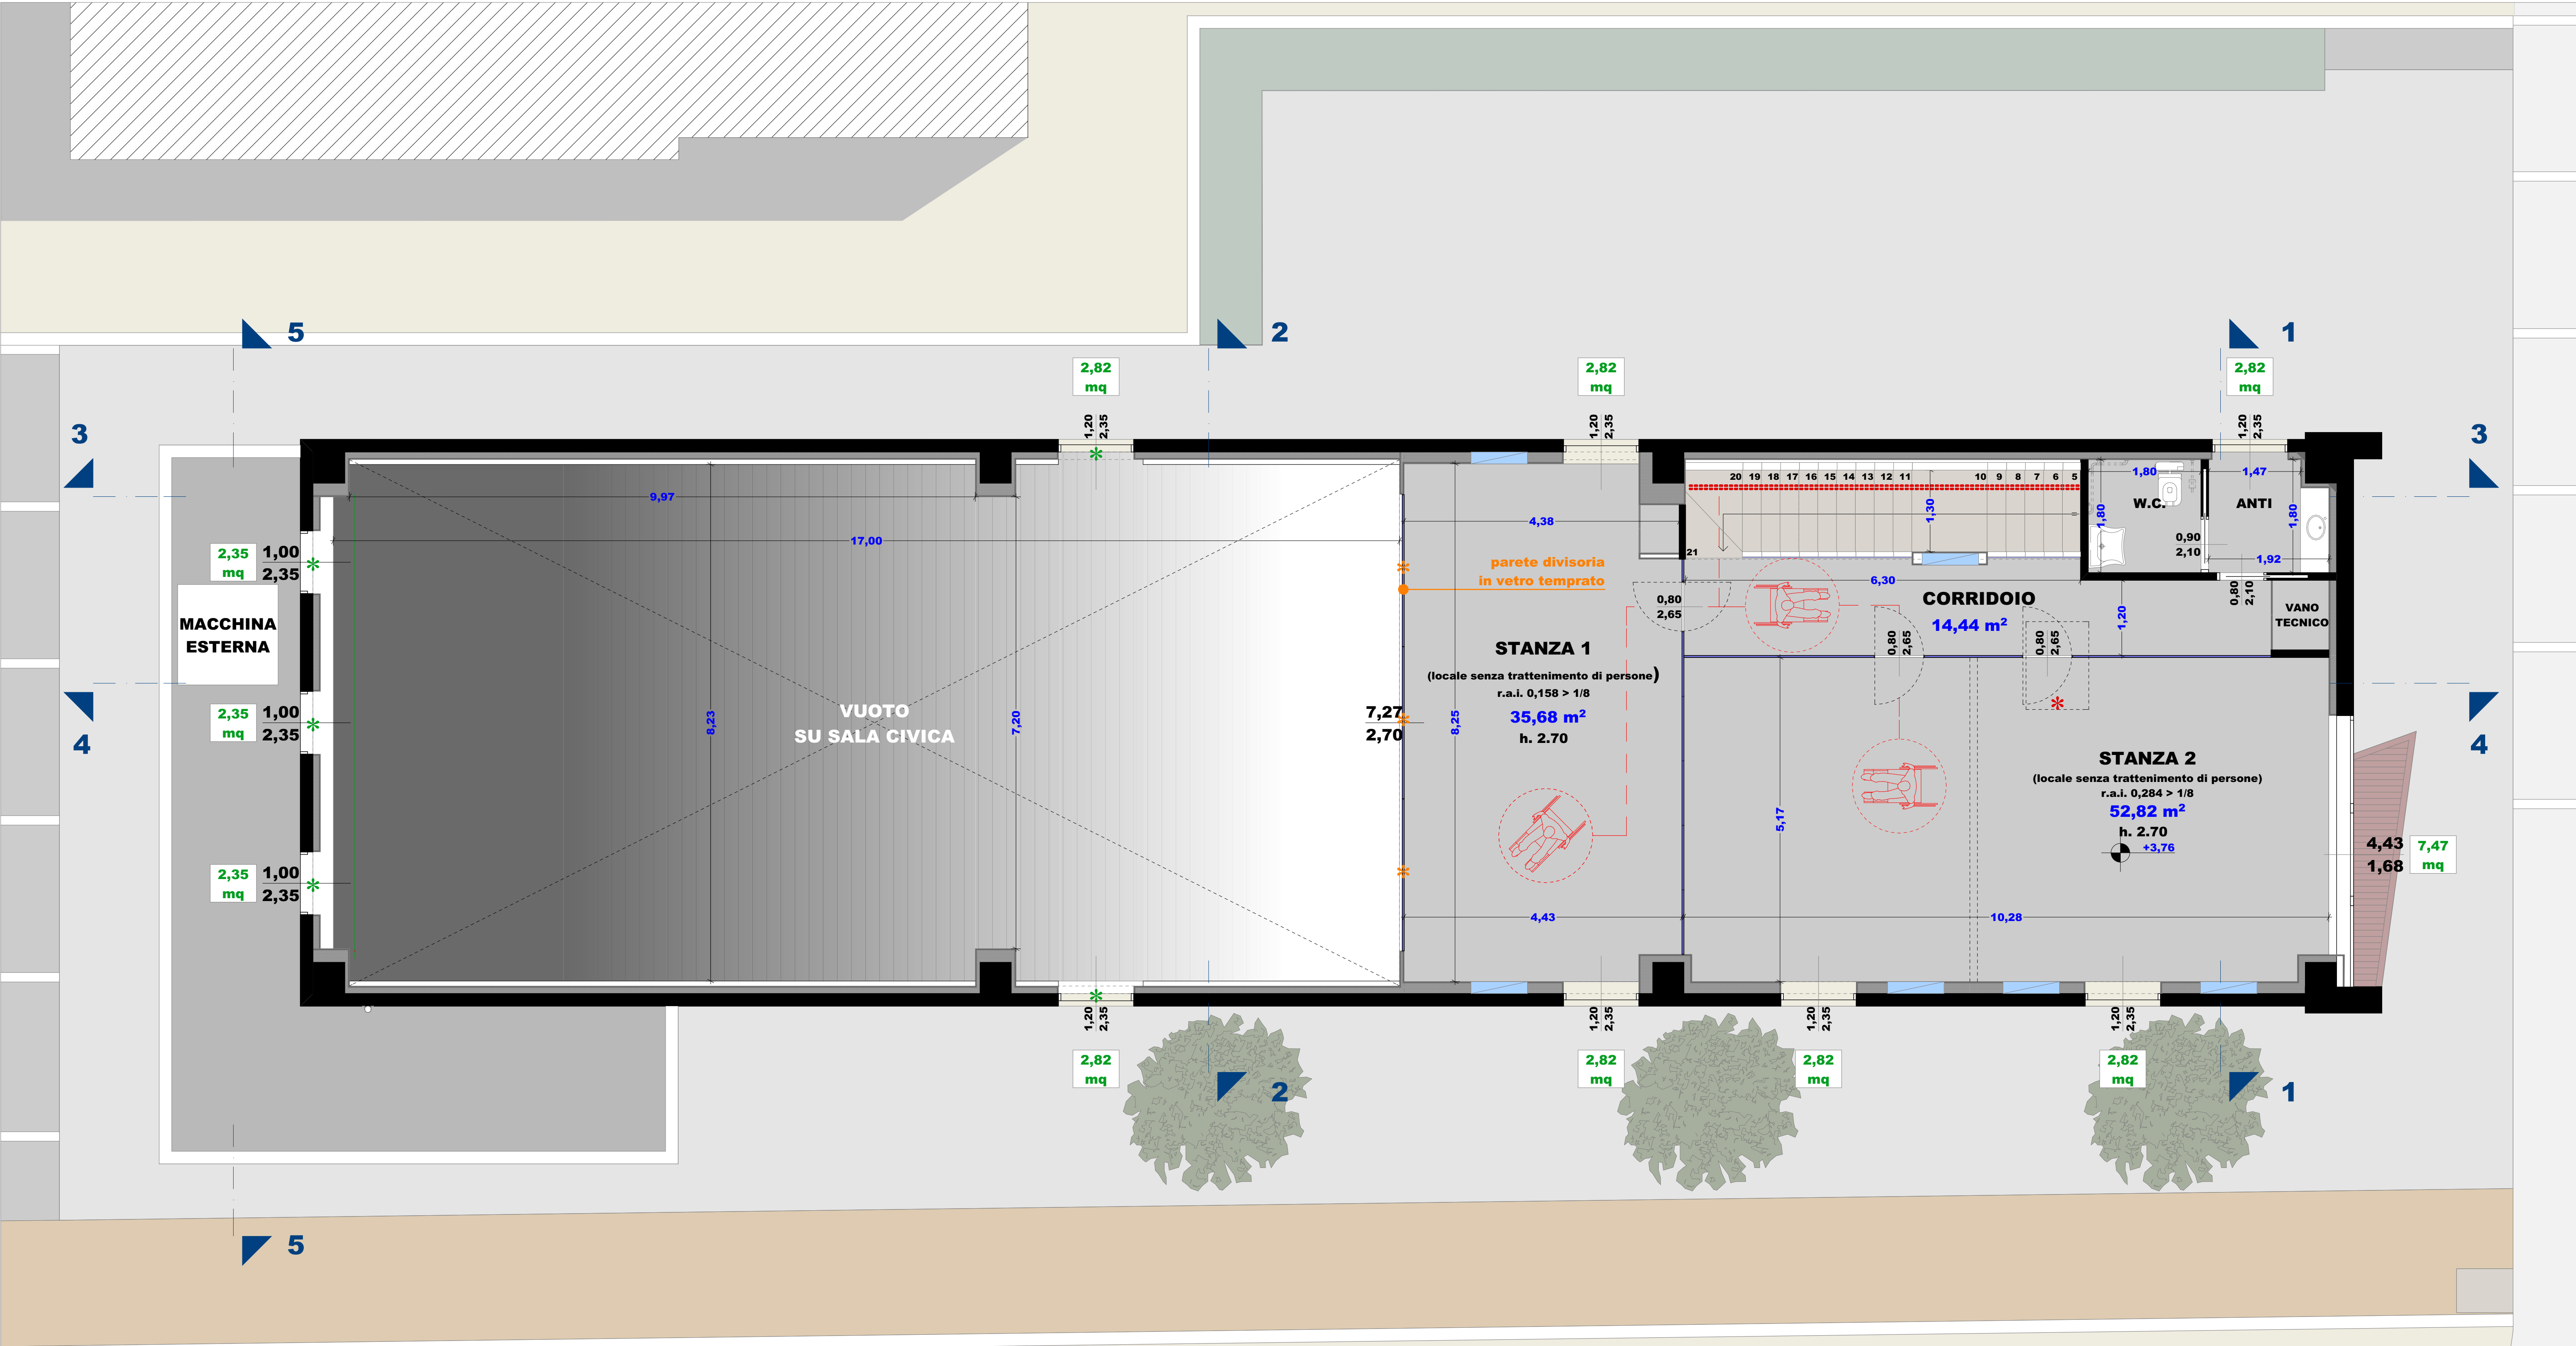 5
2
1
2,82
mq
2,82
mq
2,82
mq
1,20
2,35
1,20
2,35
1,20
2,35
3
3
20 19 18 17 16 15 14 13 12 11 10 9 8 7 6 5
1,80
1,47
9,97
W.C.
ANTI
1,30
1,80
1,80
4,38
17,00
0,90
2,10
21
2,35
mq
1,00
2,35
parete divisoria
in vetro temprato
1,92
6,30
0,80
2,10
0,80
2,65
CORRIDOIO
14,44 m²
1,20
VANO
TECNICO
MACCHINA
ESTERNA
0,80
2,65
0,80
2,65
STANZA 1
(locale senza trattenimento di persone)
r.a.i. 0,158 > 1/8
35,68 m²
h. 2.70
2,35
mq
1,00
2,35
VUOTO
SU SALA CIVICA
8,23
7,20
7,27
2,70
8,25
4
4
STANZA 2
(locale senza trattenimento di persone)
r.a.i. 0,284 > 1/8
52,82 m²
h. 2.70
+3,76
5,17
4,43
1,68
7,47
mq
2,35
mq
1,00
2,35
4,43
10,28
1,20
2,35
1,20
2,35
1,20
2,35
1,20
2,35
2,82
mq
2,82
mq
2,82
mq
2,82
mq
2
1
5